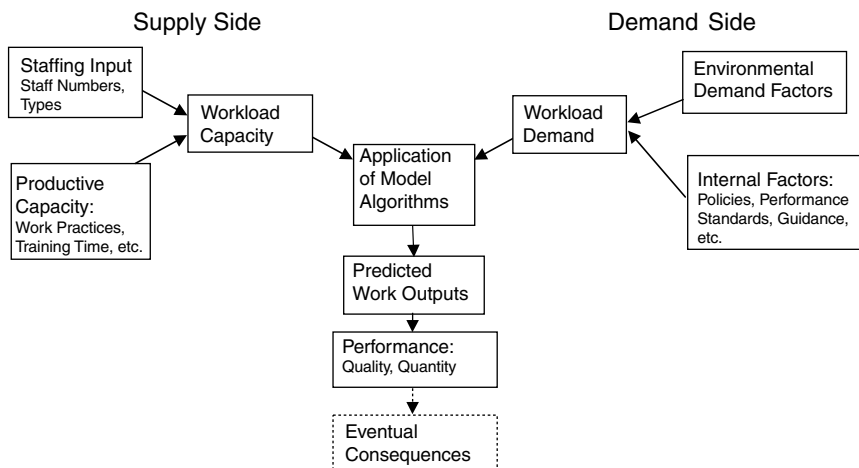 Supply Side
Demand Side
Staffing Input
Staff Numbers,
Types
Workload
Capacity
Productive
Capacity:
Work Practices,
Training Time, etc.
Environmental
Demand Factors
Workload
Demand
Internal Factors:
Policies, Performance
Standards, Guidance,
etc.
Application
of Model
Algorithms
Predicted
Work Outputs
Performance:
Quality, Quantity
Eventual
Consequences